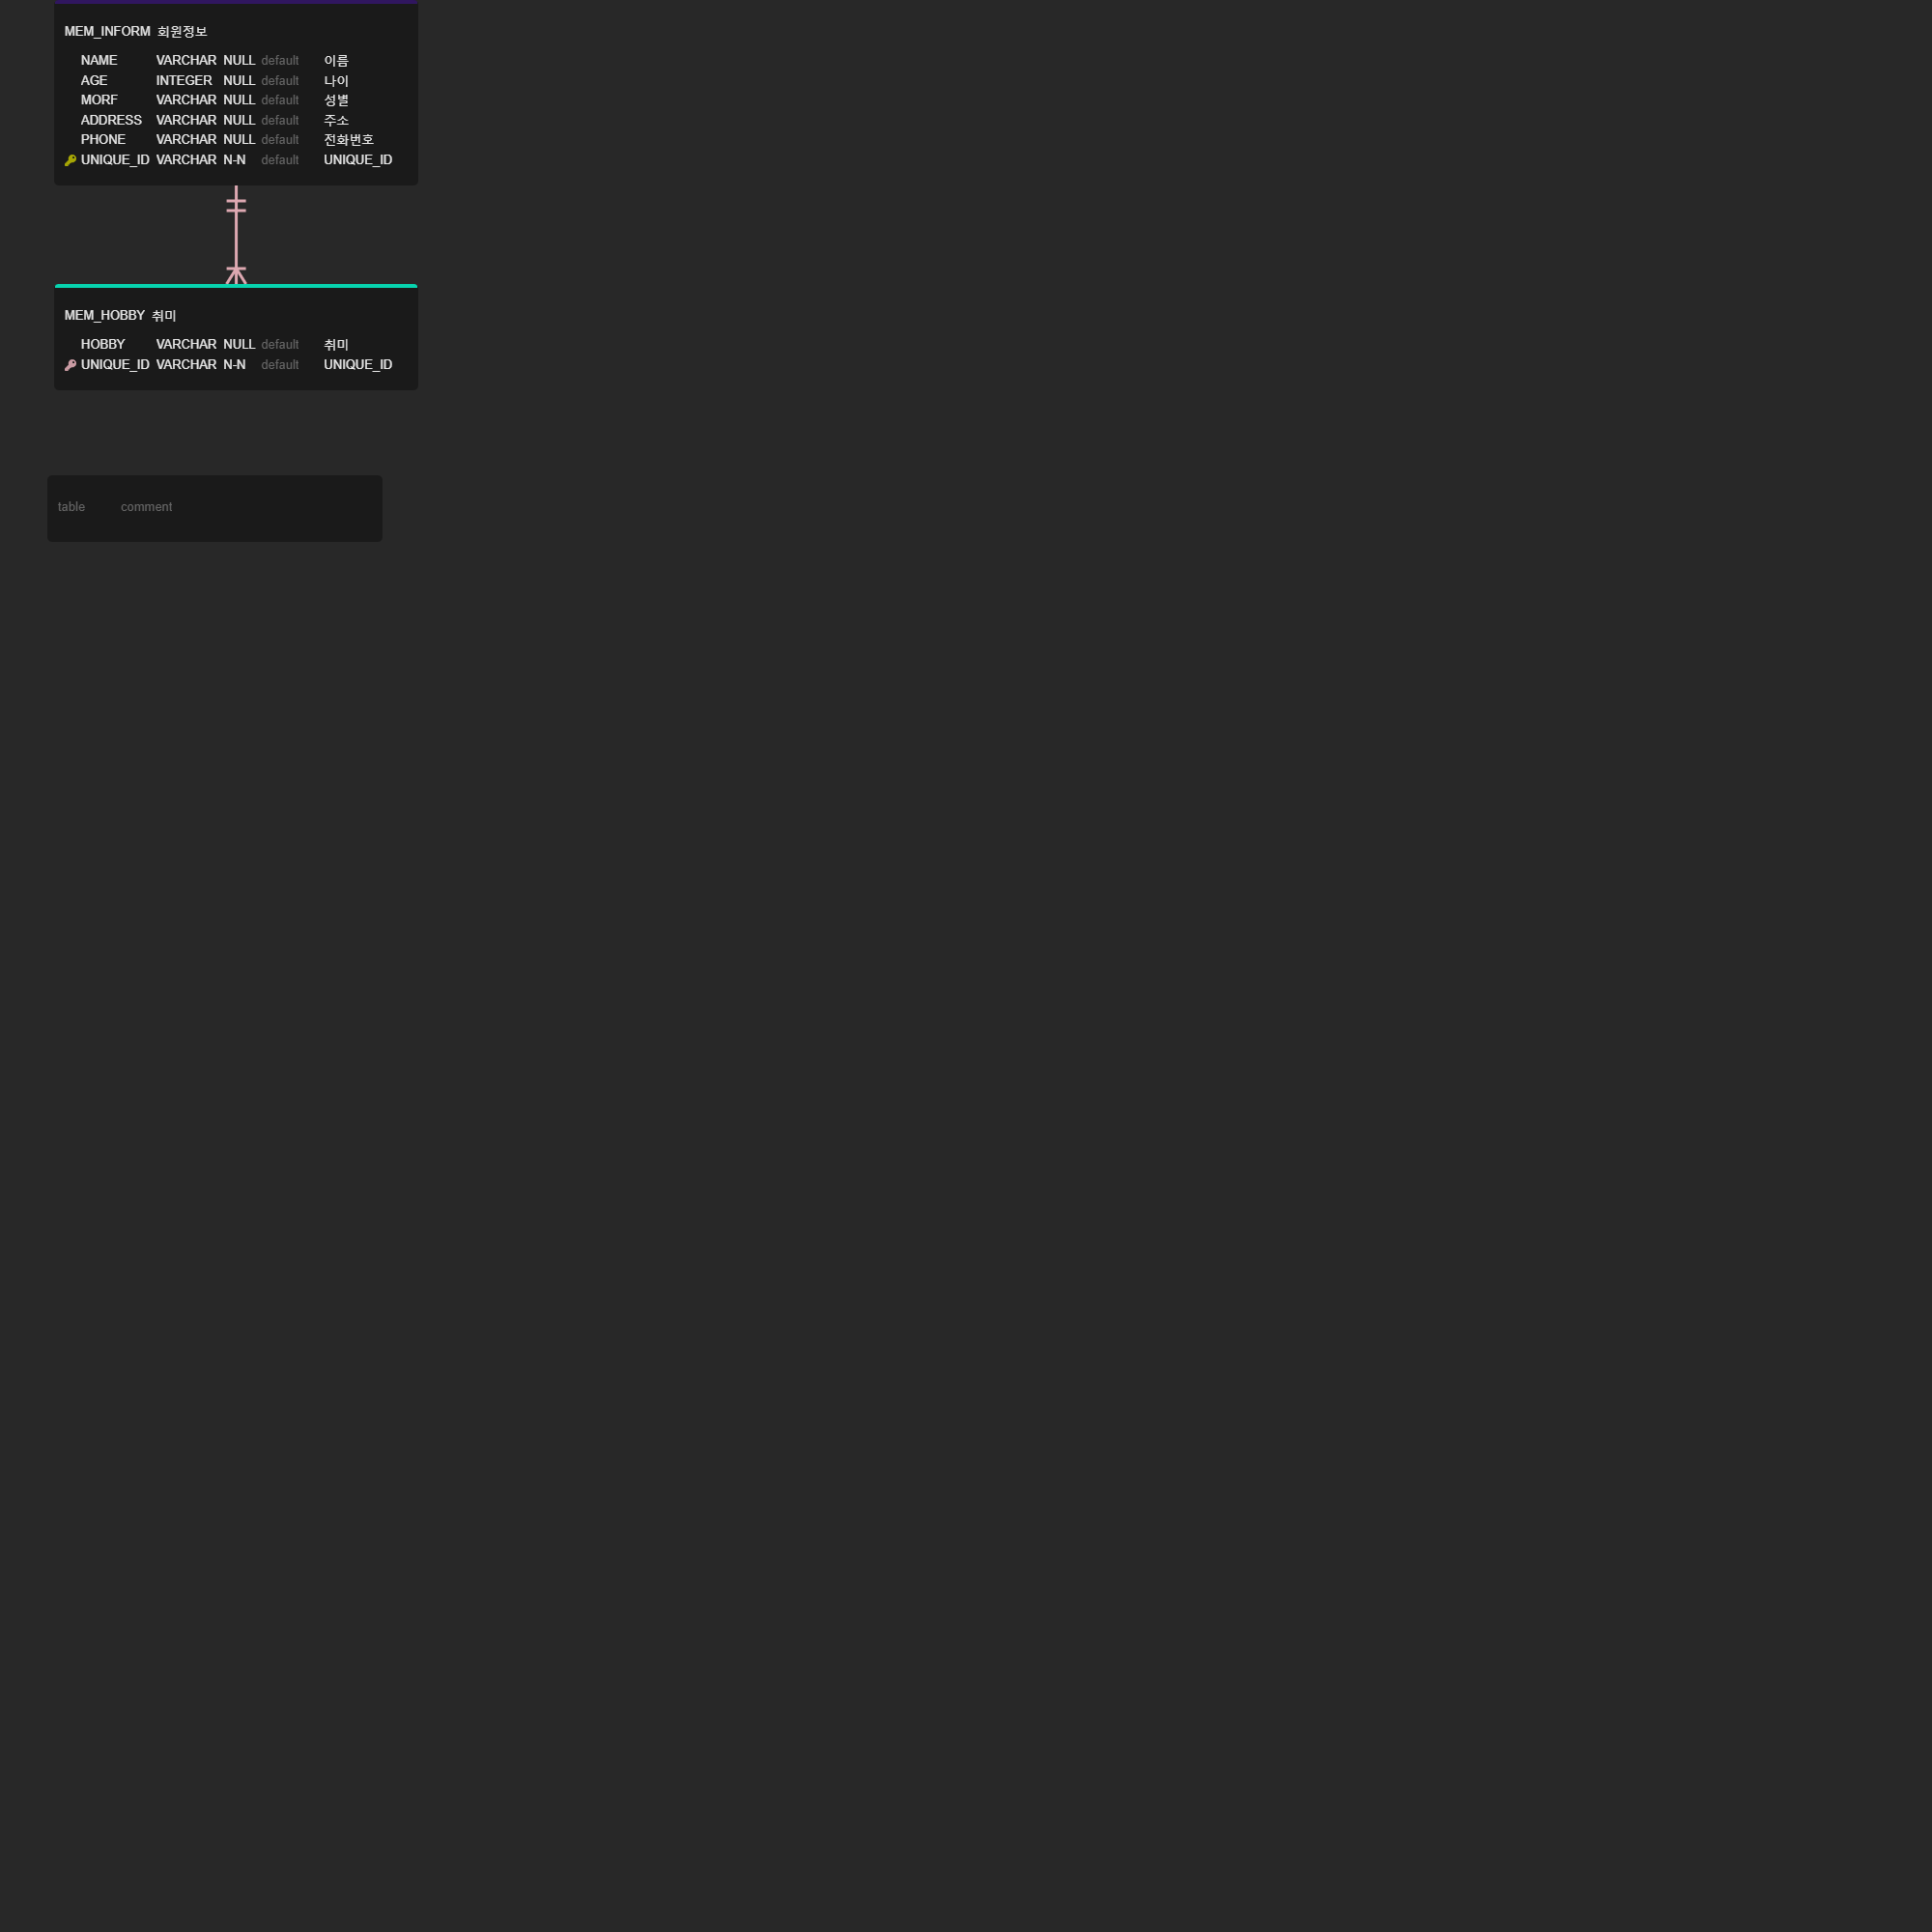 MEM_INFORM 회원정보
NAME VARCHAR NULL default 이름
AGE INTEGER NULL default 나이
MORF VARCHAR NULL default 성별
ADDRESS VARCHAR NULL default 주소
PHONE VARCHAR NULL default 전화번호
UNIQUE_ID VARCHAR N-N default UNIQUE_ID
MEM_HOBBY 취미
HOBBY VARCHAR NULL default 취미
UNIQUE_ID VARCHAR N-N default UNIQUE_ID
table comment